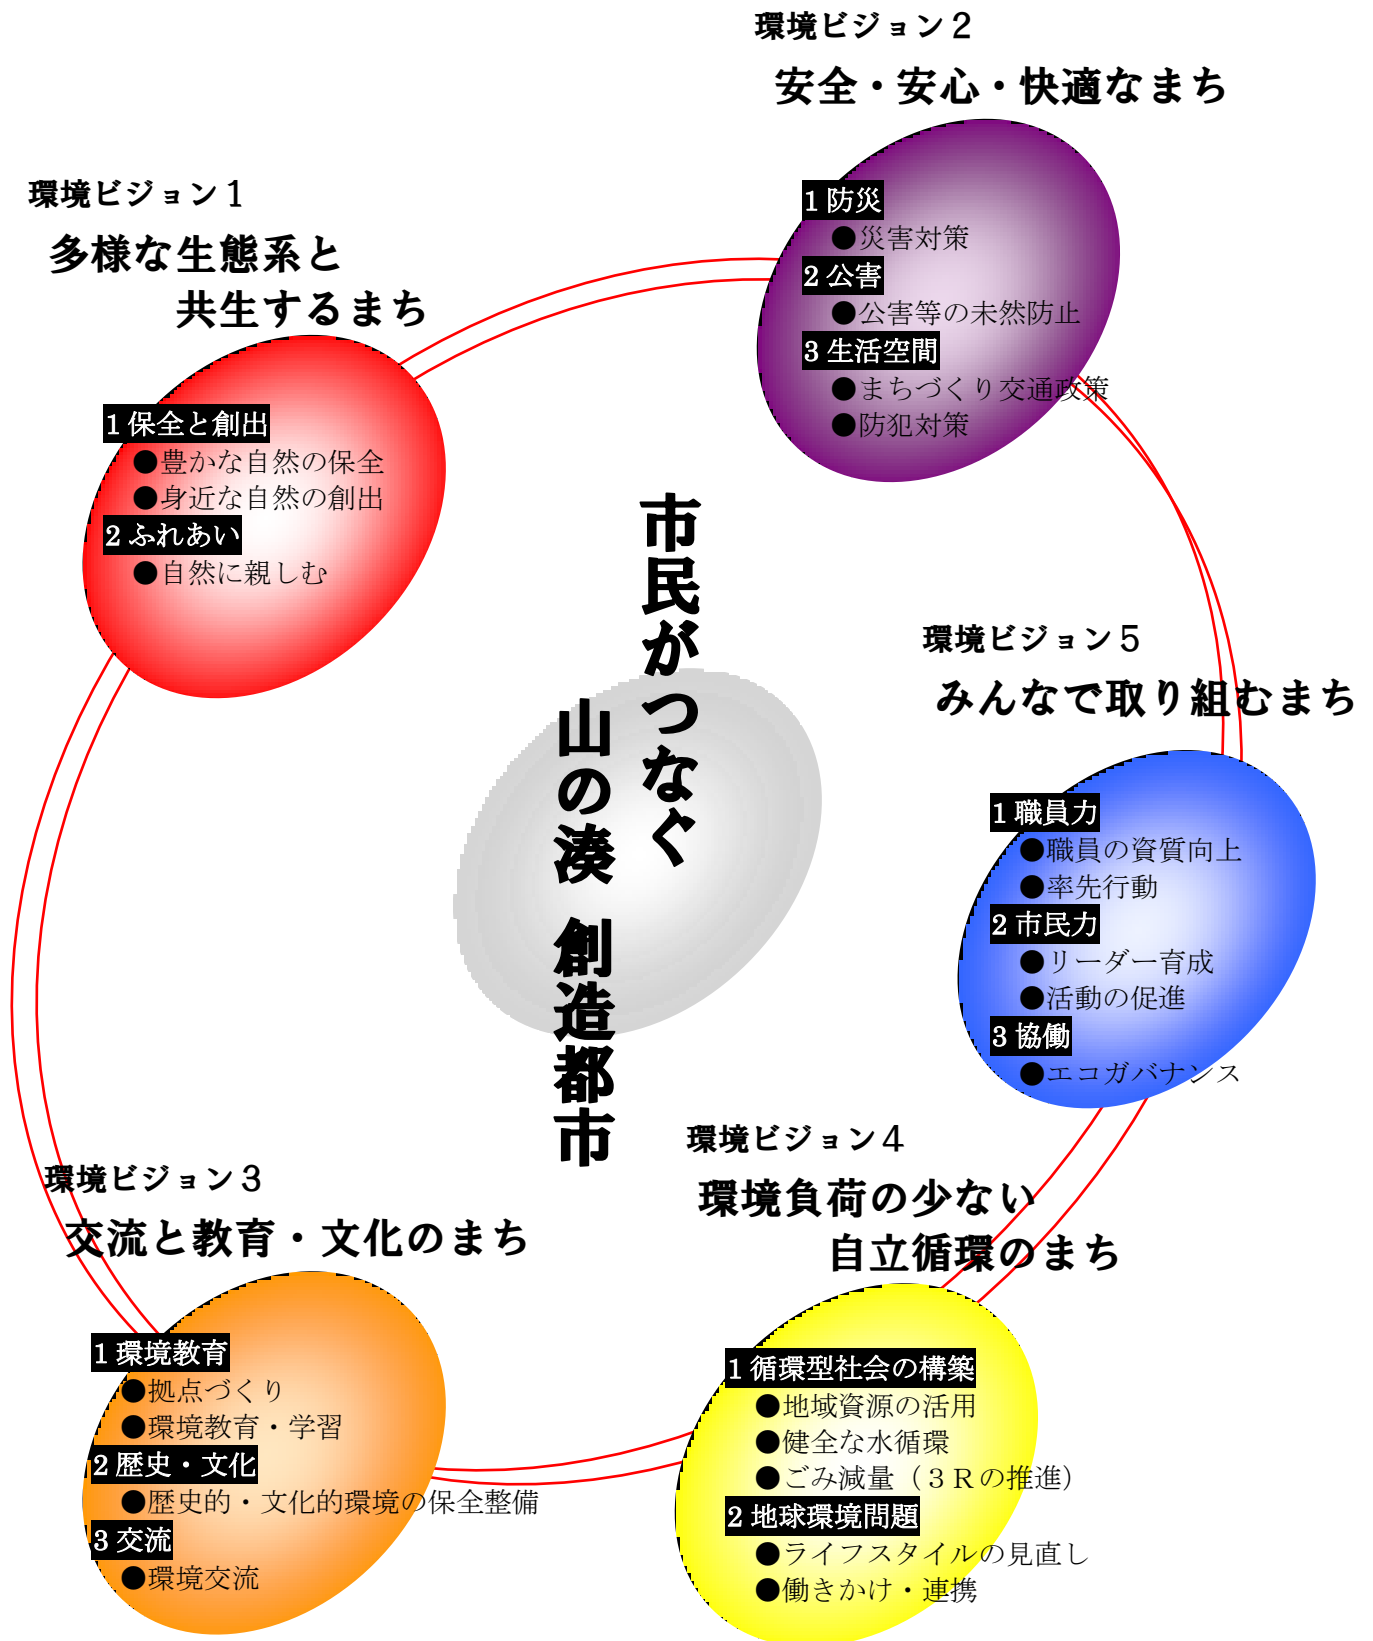 環境ビジョン２
安全・安心・快適なまち
1 防災
●災害対策
2 公害
●公害等の未然防止
3 生活空間
●まちづくり交通政策
●防犯対策
環境ビジョン１
多様な生態系と
共生するまち
1 保全と創出
●豊かな自然の保全
●身近な自然の創出
2 ふれあい
●自然に親しむ
市民がつなぐ
山の湊 創造都市
環境ビジョン５
みんなで取り組むまち
1 職員力
●職員の資質向上
●率先行動
2 市民力
●リーダー育成
●活動の促進
3 協働
●エコガバナンス
環境ビジョン３
交流と教育・文化のまち
1 環境教育
●拠点づくり
●環境教育・学習
2 歴史・文化
●歴史的・文化的環境の保全整備
3 交流
●環境交流
環境ビジョン４
環境負荷の少ない
自立循環のまち
1 循環型社会の構築
●地域資源の活用
●健全な水循環
●ごみ減量（３Ｒの推進）
2 地球環境問題
●ライフスタイルの見直し
●働きかけ・連携